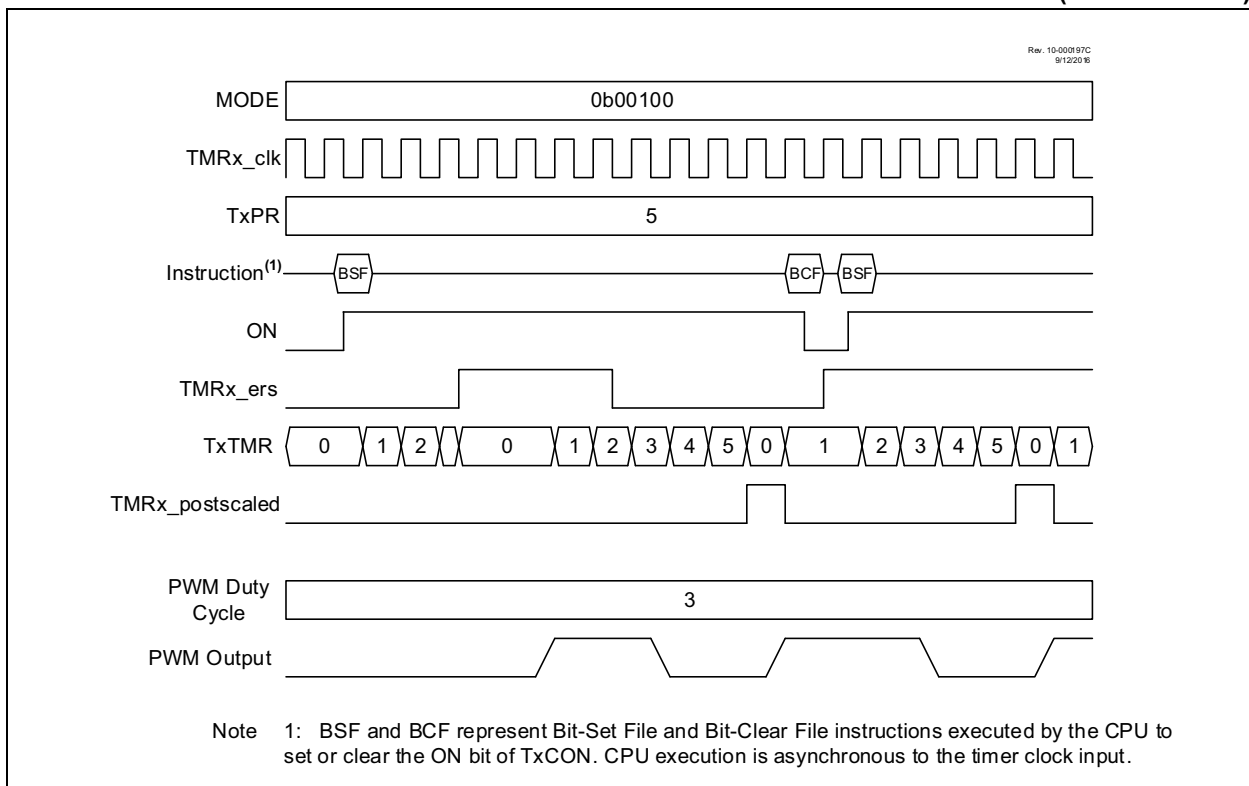 Rev. 10-000197C
9/12/2016
MODE 0b00100
TMRx_clk
TxPR 5
Instruction(1) BSF BCF BSF
ON
TMRx_ers
TxTMR 0 1 2 0 1 2 3 4 5 0 1 2 3 4 5 0 1
TMRx_postscaled
PWM Duty
Cycle
3
PWM Output
Note 1: BSF and BCF represent Bit-Set File and Bit-Clear File instructions executed by the CPU to
set or clear the ON bit of TxCON. CPU execution is asynchronous to the timer clock input.